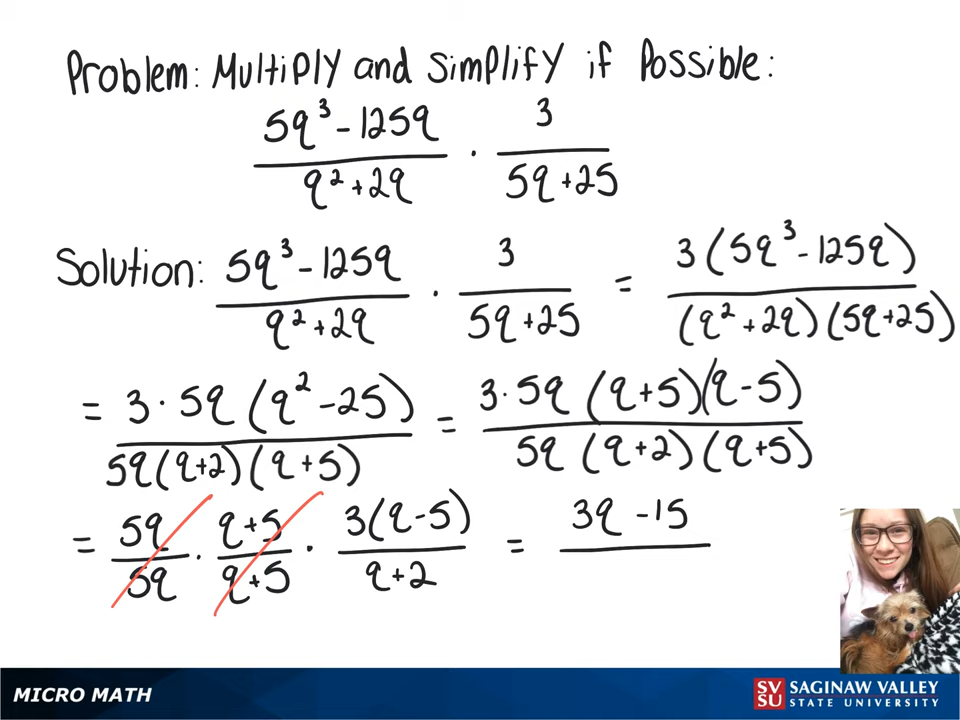 Problem: Multiply and simplify if possible:
5q³ - 125q / q² + 2q · 3 / 5q + 25
Solution: 5q³ - 125q / q² + 2q · 3 / 5q + 25 = 3(5q³ - 125q) / (q² + 2q)(5q + 25)
= 3 · 5q(q² - 25) / 5q(q+2)(q+5) = 3 · 5q(q+5)(q-5) / 5q(q+2)(q+5)
= 5q / 5q · q+5 / q+5 · 3(q-5) / q+2 = 3q - 15
MICRO MATH
SVSU SAGINAW VALLEY
STATE UNIVERSITY